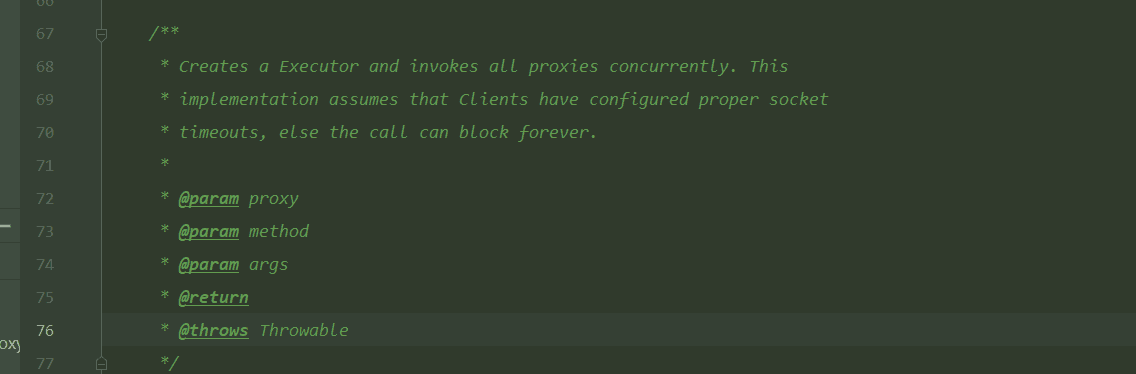 66
67 /**
68 * Creates a Executor and invokes all proxies concurrently. This
69 * implementation assumes that Clients have configured proper socket
70 * timeouts, else the call can block forever.
71 *
72 * @param proxy
73 * @param method
74 * @param args
75 * @return
76 * @throws Throwable
oxy
77 */